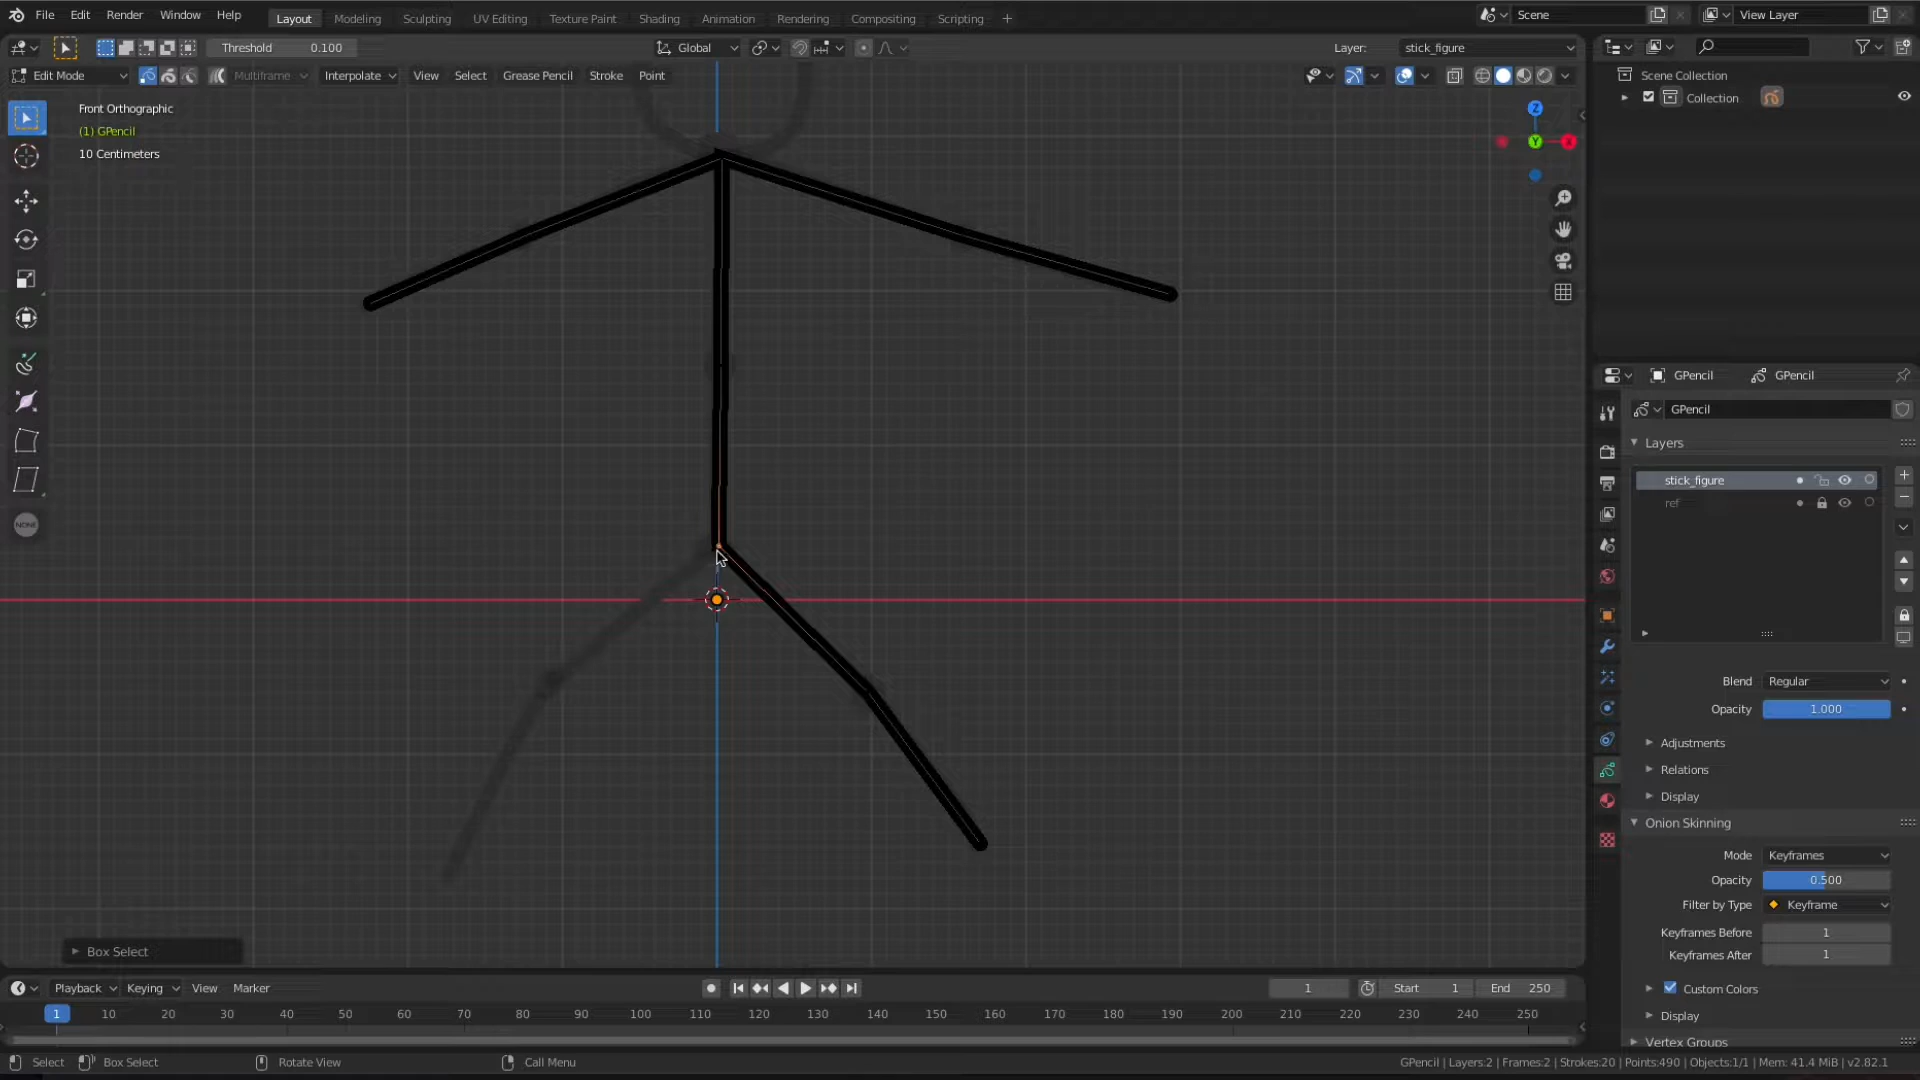 File Edit Render Window Help Layout Modeling Sculpting UV Editing Texture Paint Shading Animation Rendering Compositing Scripting + Scene View Layer
Threshold 0.100 Global Layer: stick_figure
Edit Mode Multiframe Interpolate View Select Grease Pencil Stroke Point
Scene Collection
Collection
Front Orthographic
(1) GPencil
10 Centimeters
Z
Y
X
NONE
GPencil GPencil
GPencil
Layers
stick_figure
ref
Blend Regular
Opacity 1.000
Adjustments
Relations
Display
Onion Skinning
Mode Keyframes
Opacity 0.500
Filter by Type Keyframe
Keyframes Before 1
Keyframes After 1
Custom Colors
Display
Vertex Groups
Box Select
Playback Keying View Marker 1 Start 1 End 250
1 10 20 30 40 50 60 70 80 90 100 110 120 130 140 150 160 170 180 190 200 210 220 230 240 250
Select Box Select Rotate View Call Menu GPencil | Layers:2 | Frames:2 | Strokes:20 | Points:490 | Objects:1/1 | Mem: 41.4 MiB | v2.82.1